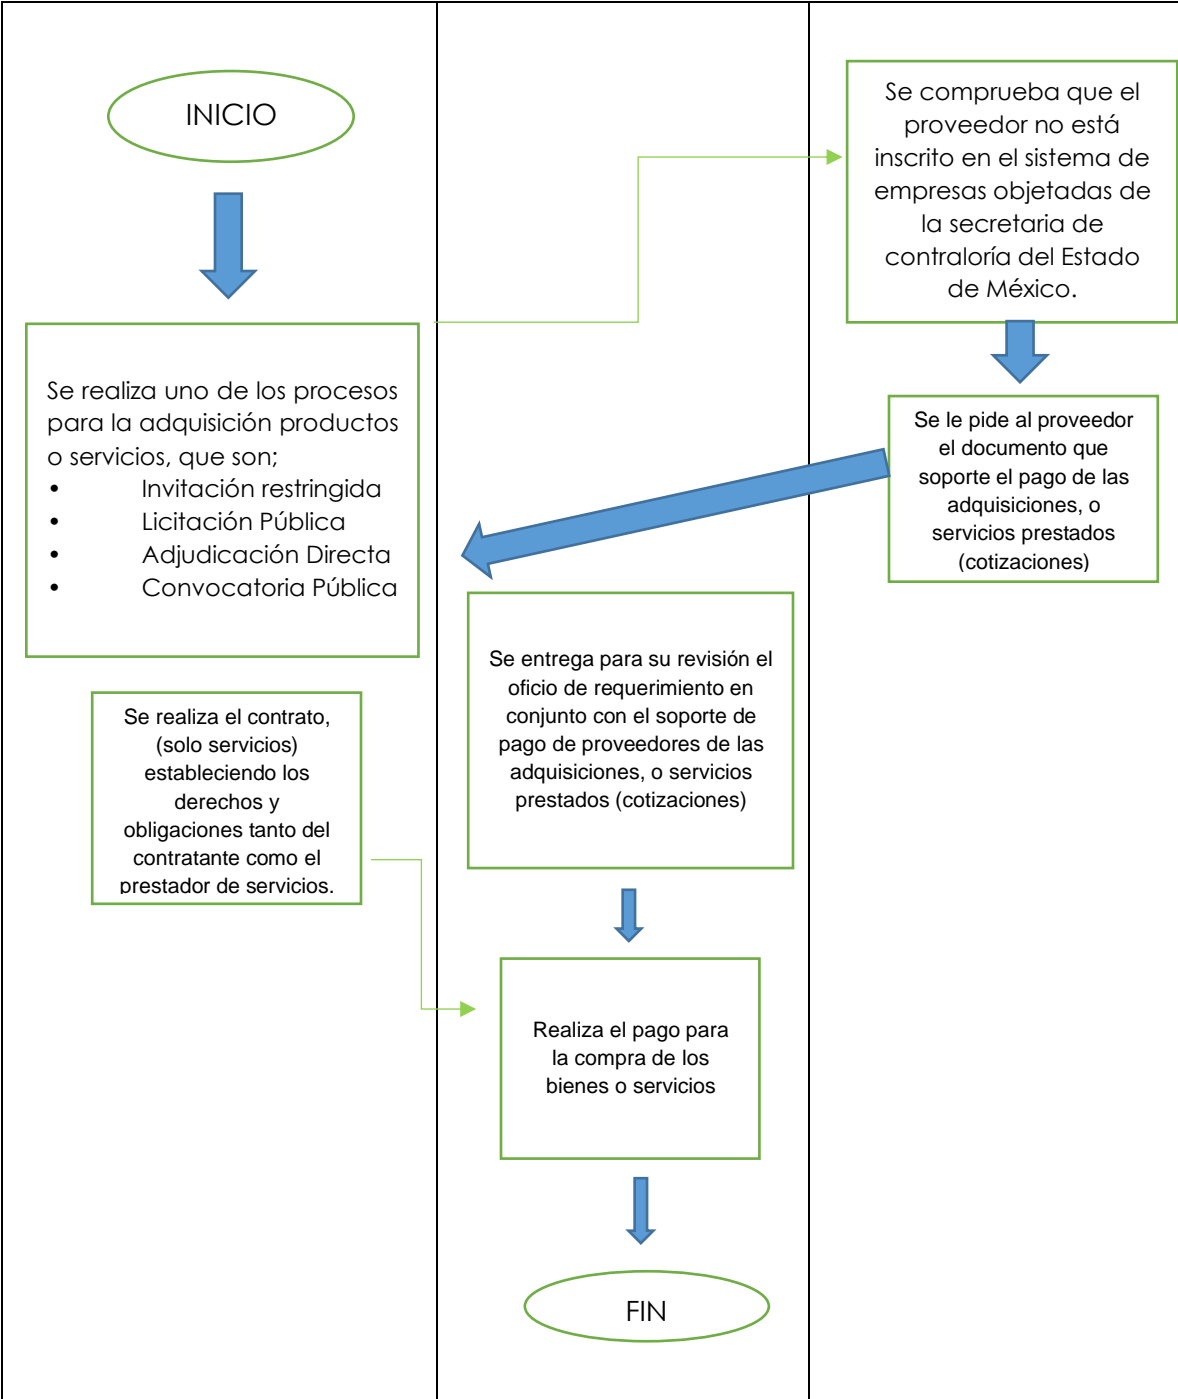 INICIO
Se realiza uno de los procesos
para la adquisición productos
o servicios, que son;
• Invitación restringida
• Licitación Pública
• Adjudicación Directa
• Convocatoria Pública
Se comprueba que el
proveedor no está
inscrito en el sistema de
empresas objetadas de
la secretaria de
contraloría del Estado
de México.
Se le pide al proveedor
el documento que
soporte el pago de las
adquisiciones, o
servicios prestados
(cotizaciones)
Se entrega para su revisión el
oficio de requerimiento en
conjunto con el soporte de
pago de proveedores de las
adquisiciones, o servicios
prestados (cotizaciones)
Se realiza el contrato,
(solo servicios)
estableciendo los
derechos y
obligaciones tanto del
contratante como el
prestador de servicios.
Realiza el pago para
la compra de los
bienes o servicios
FIN